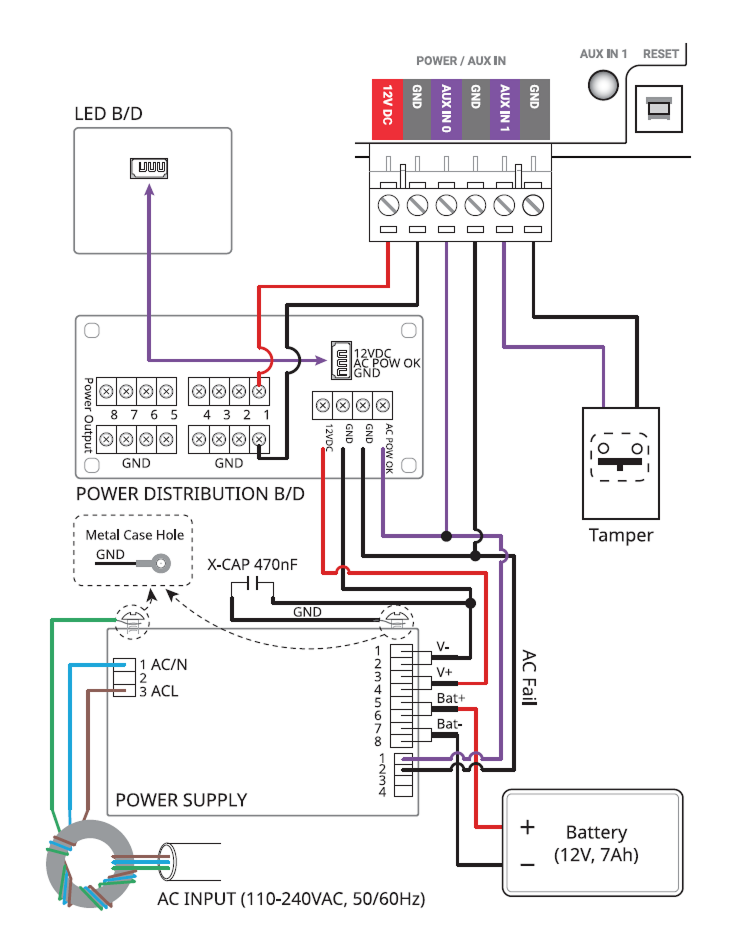 AUX IN 1 RESET
POWER / AUX IN
12V DC
GND
AUX IN 0
GND
AUX IN 1
GND
LED B/D
12VDC
AC POW OK
GND
Power Output
8 7 6 5
4 3 2 1
GND
GND
12VDC
GND
GND
AC POW OK
POWER DISTRIBUTION B/D
Tamper
Metal Case Hole
GND
X-CAP 470nF
GND
1 AC/N
2
3 ACL
1
2
3
4
5
6
7
8
V-
V+
Bat+
Bat-
1
2
3
4
AC Fail
POWER SUPPLY
+
−
Battery
(12V, 7Ah)
AC INPUT (110-240VAC, 50/60Hz)